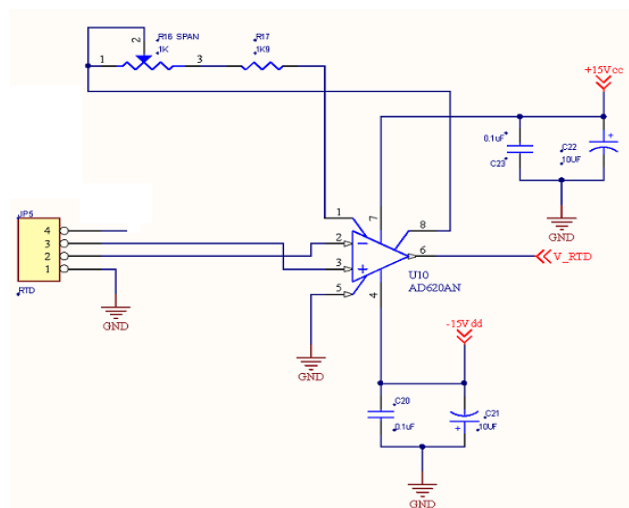 R16 SPAN
1K
2
1
3
R17
1K9
+15Vcc
0.1uF
C23
C22
+
10UF
GND
JP5
4
3
2
1
RTD
GND
1
7
8
2
3
5
4
6
U10
AD620AN
V_RTD
GND
-15Vdd
C20
0.1uF
C21
+
10UF
GND